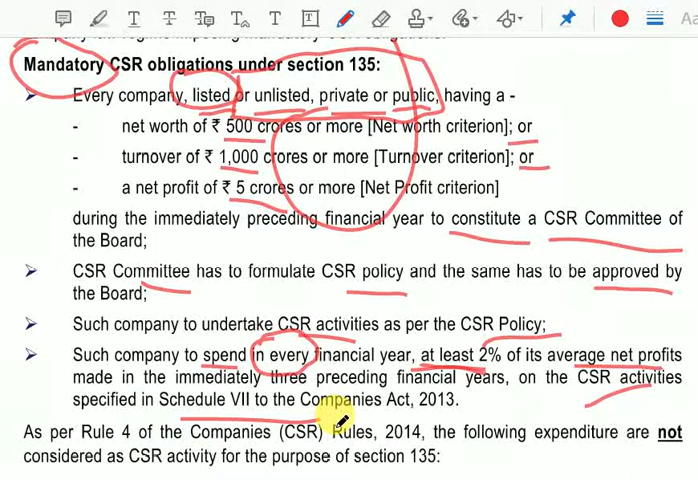 Mandatory CSR obligations under section 135:
➢ Every company, listed or unlisted, private or public, having a -
- net worth of ₹ 500 crores or more [Net worth criterion]; or
- turnover of ₹ 1,000 crores or more [Turnover criterion]; or
- a net profit of ₹ 5 crores or more [Net Profit criterion]
during the immediately preceding financial year to constitute a CSR Committee of
the Board;
➢ CSR Committee has to formulate CSR policy and the same has to be approved by
the Board;
➢ Such company to undertake CSR activities as per the CSR Policy;
➢ Such company to spend in every financial year, at least 2% of its average net profits
made in the immediately three preceding financial years, on the CSR activities
specified in Schedule VII to the Companies Act, 2013.
As per Rule 4 of the Companies (CSR) Rules, 2014, the following expenditure are not
considered as CSR activity for the purpose of section 135: